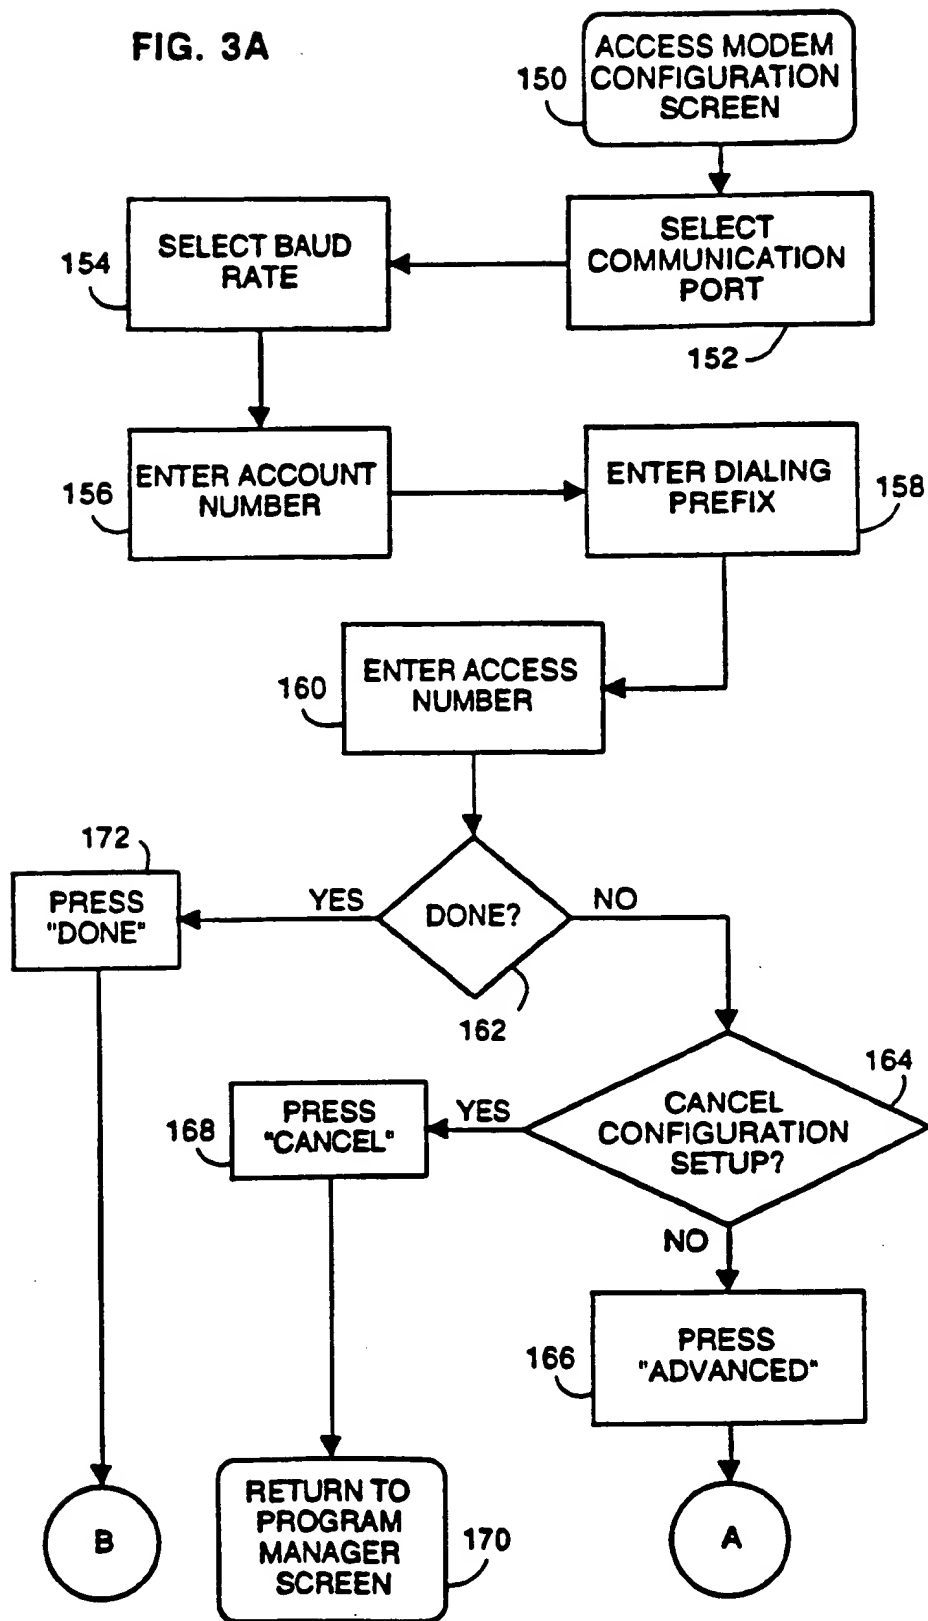 FIG. 3A
ACCESS MODEM
CONFIGURATION
SCREEN
150
SELECT
COMMUNICATION
PORT
152
SELECT BAUD
RATE
154
ENTER ACCOUNT
NUMBER
156
ENTER DIALING
PREFIX
158
ENTER ACCESS
NUMBER
160
DONE?
162
YES
NO
172
PRESS
"DONE"
CANCEL
CONFIGURATION
SETUP?
164
YES
NO
PRESS
"CANCEL"
168
PRESS
"ADVANCED"
166
RETURN TO
PROGRAM
MANAGER
SCREEN
170
B
A